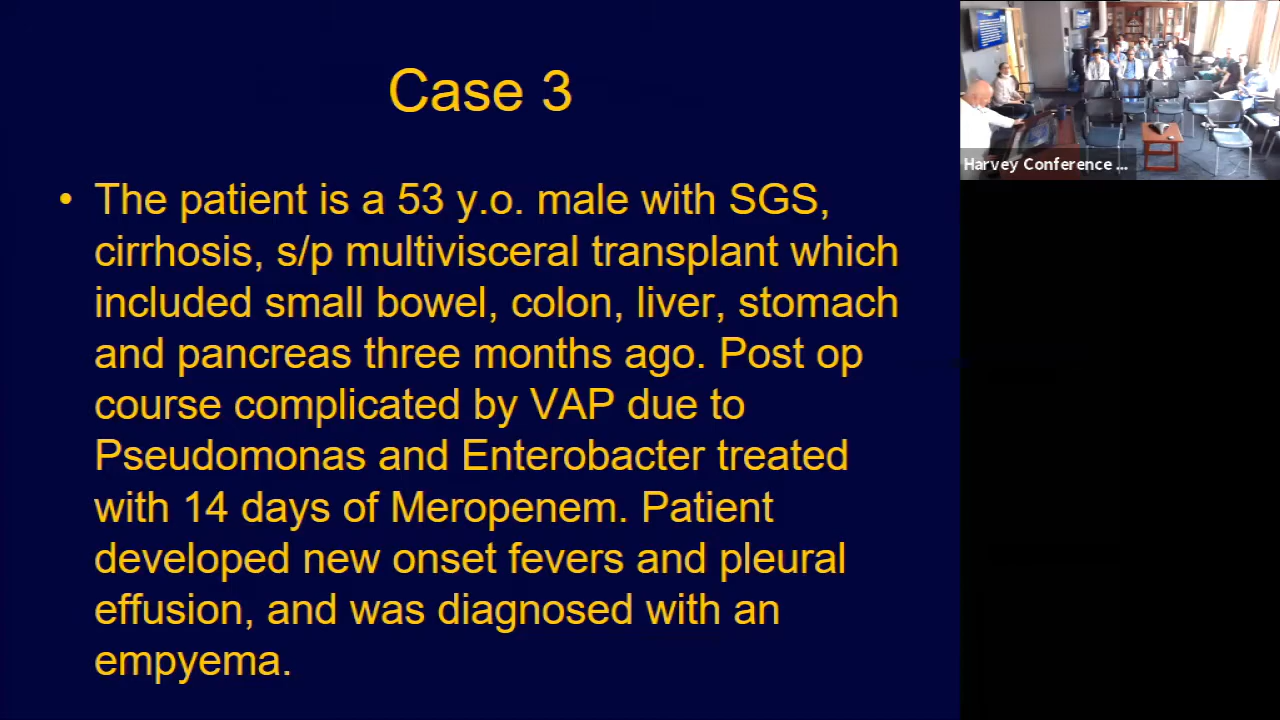 Case 3
• The patient is a 53 y.o. male with SGS,
cirrhosis, s/p multivisceral transplant which
included small bowel, colon, liver, stomach
and pancreas three months ago. Post op
course complicated by VAP due to
Pseudomonas and Enterobacter treated
with 14 days of Meropenem. Patient
developed new onset fevers and pleural
effusion, and was diagnosed with an
empyema.
Harvey Conference ...